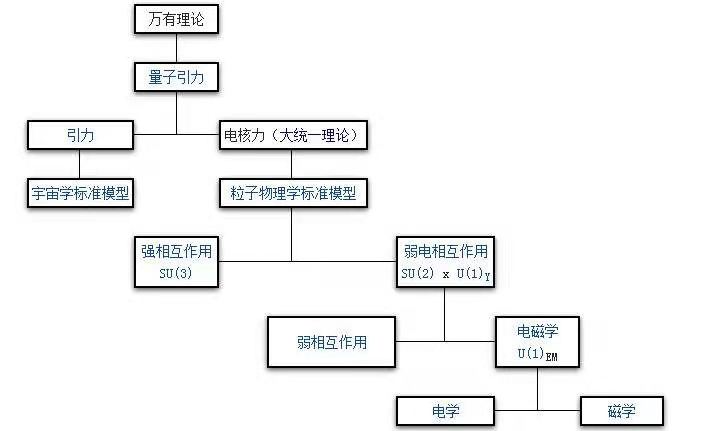 万有理论
量子引力
引力
电核力（大统一理论）
宇宙学标准模型
粒子物理学标准模型
强相互作用
SU(3)
弱电相互作用
SU(2) x U(1)Y
弱相互作用
电磁学
U(1)EM
电学
磁学